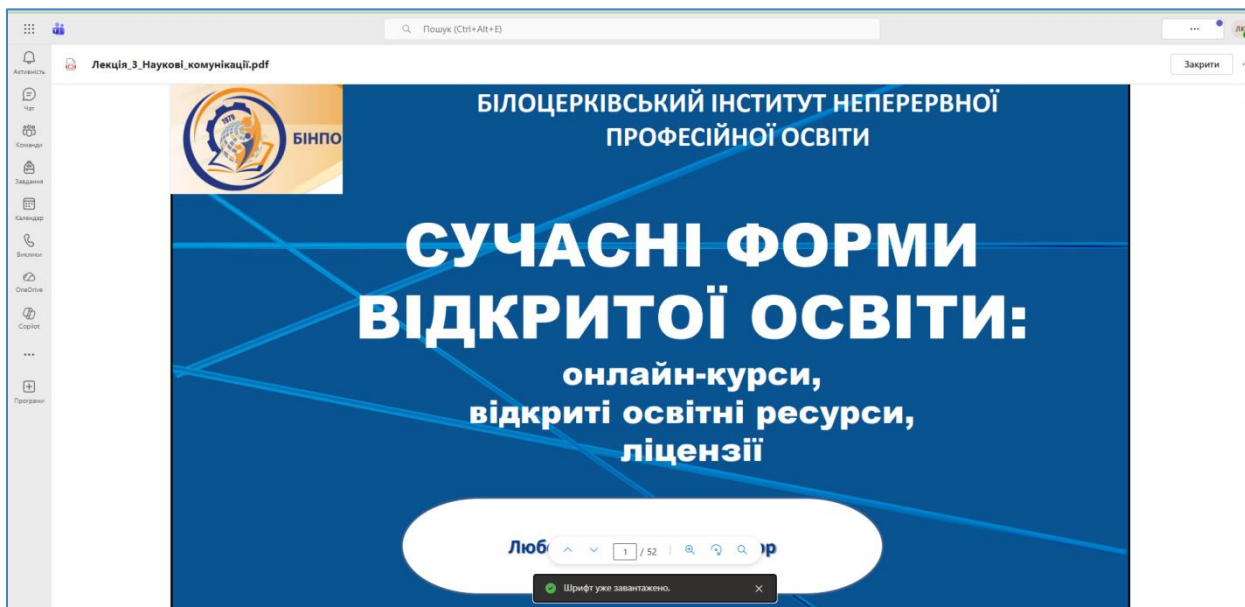 Пошук (Ctrl+Alt+E)
...
ЛК
Активність
Чат
Команди
Завдання
Календар
Виклики
OneDrive
Copilot
...
Програми
Лекція_3_Наукові_комунікації.pdf
Закрити
1979
БІНПО
БІЛОЦЕРКІВСЬКИЙ ІНСТИТУТ НЕПЕРЕРВНОЇ
ПРОФЕСІЙНОЇ ОСВІТИ
СУЧАСНІ ФОРМИ
ВІДКРИТОЇ ОСВІТИ:
онлайн-курси,
відкриті освітні ресурси,
ліцензії
1 / 52
Шрифт уже завантажено.